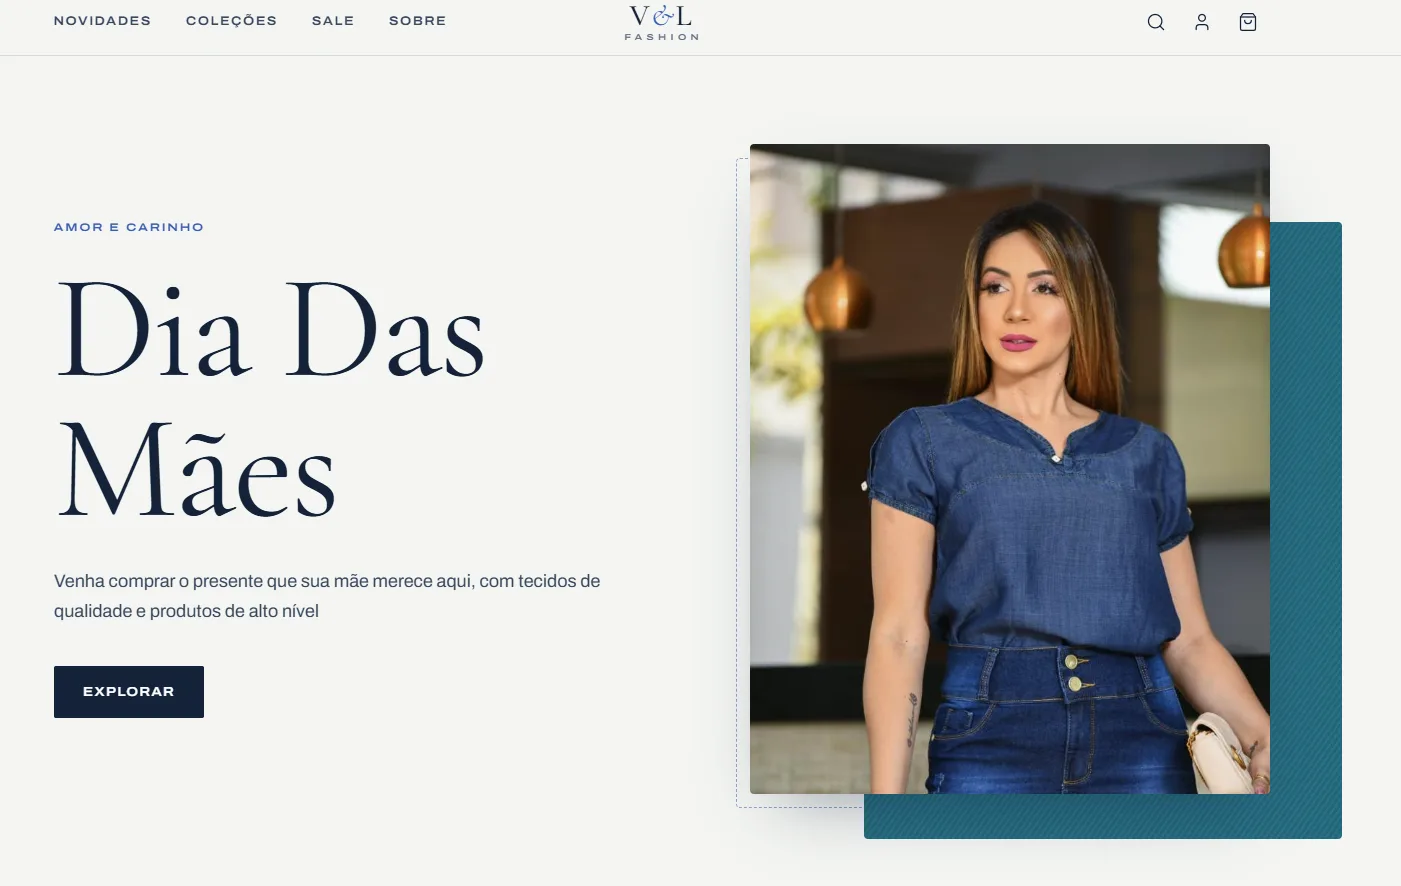 NOVIDADES COLEÇÕES SALE SOBRE
V&L
FASHION
AMOR E CARINHO
Dia Das
Mães
Venha comprar o presente que sua mãe merece aqui, com tecidos de
qualidade e produtos de alto nível
EXPLORAR